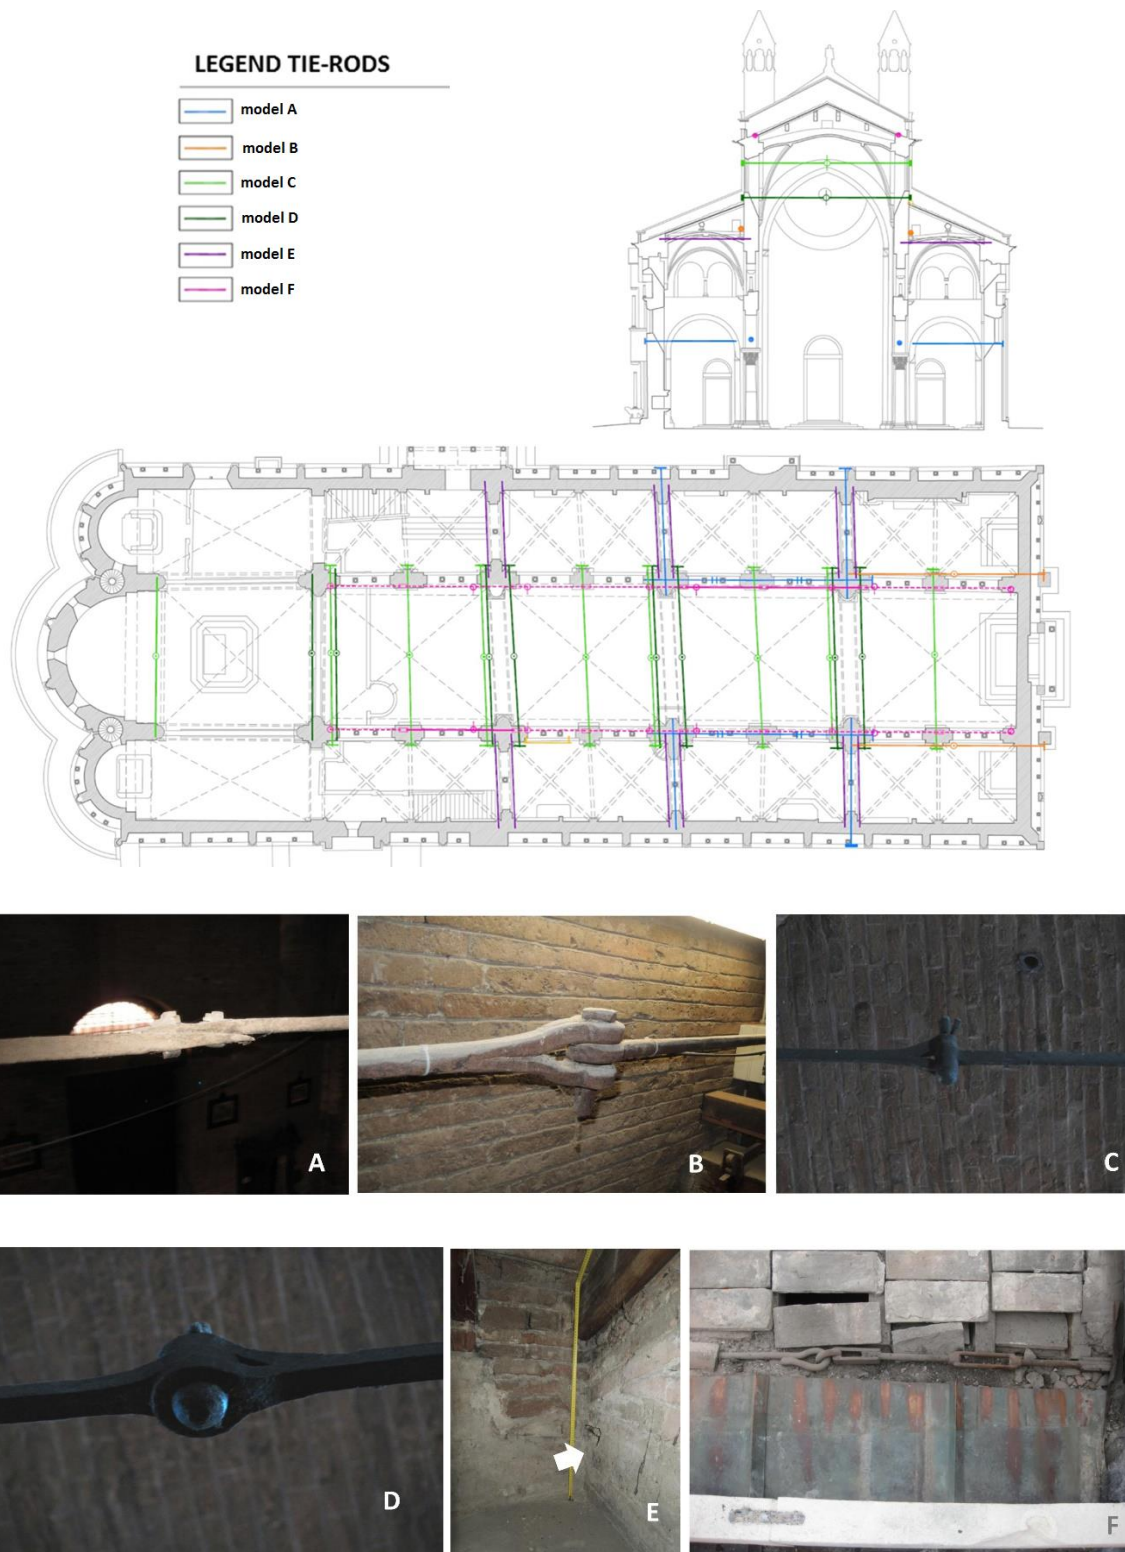 LEGEND TIE-RODS
model A
model B
model C
model D
model E
model F
A
B
C
D
E
F